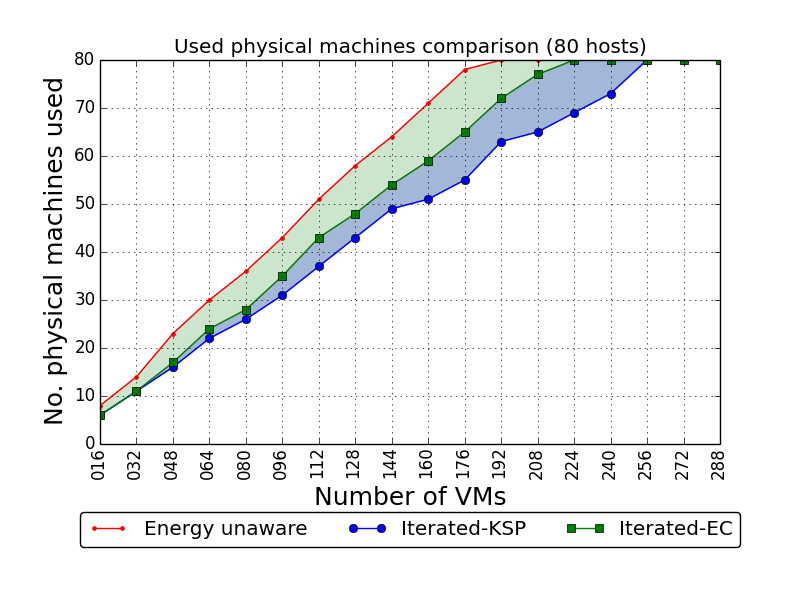 Used physical machines comparison (80 hosts)
No. physical machines used
80
70
60
50
40
30
20
10
0
016 032 048 064 080 096 112 128 144 160 176 192 208 224 240 256 272 288
Number of VMs
Energy unaware Iterated-KSP Iterated-EC